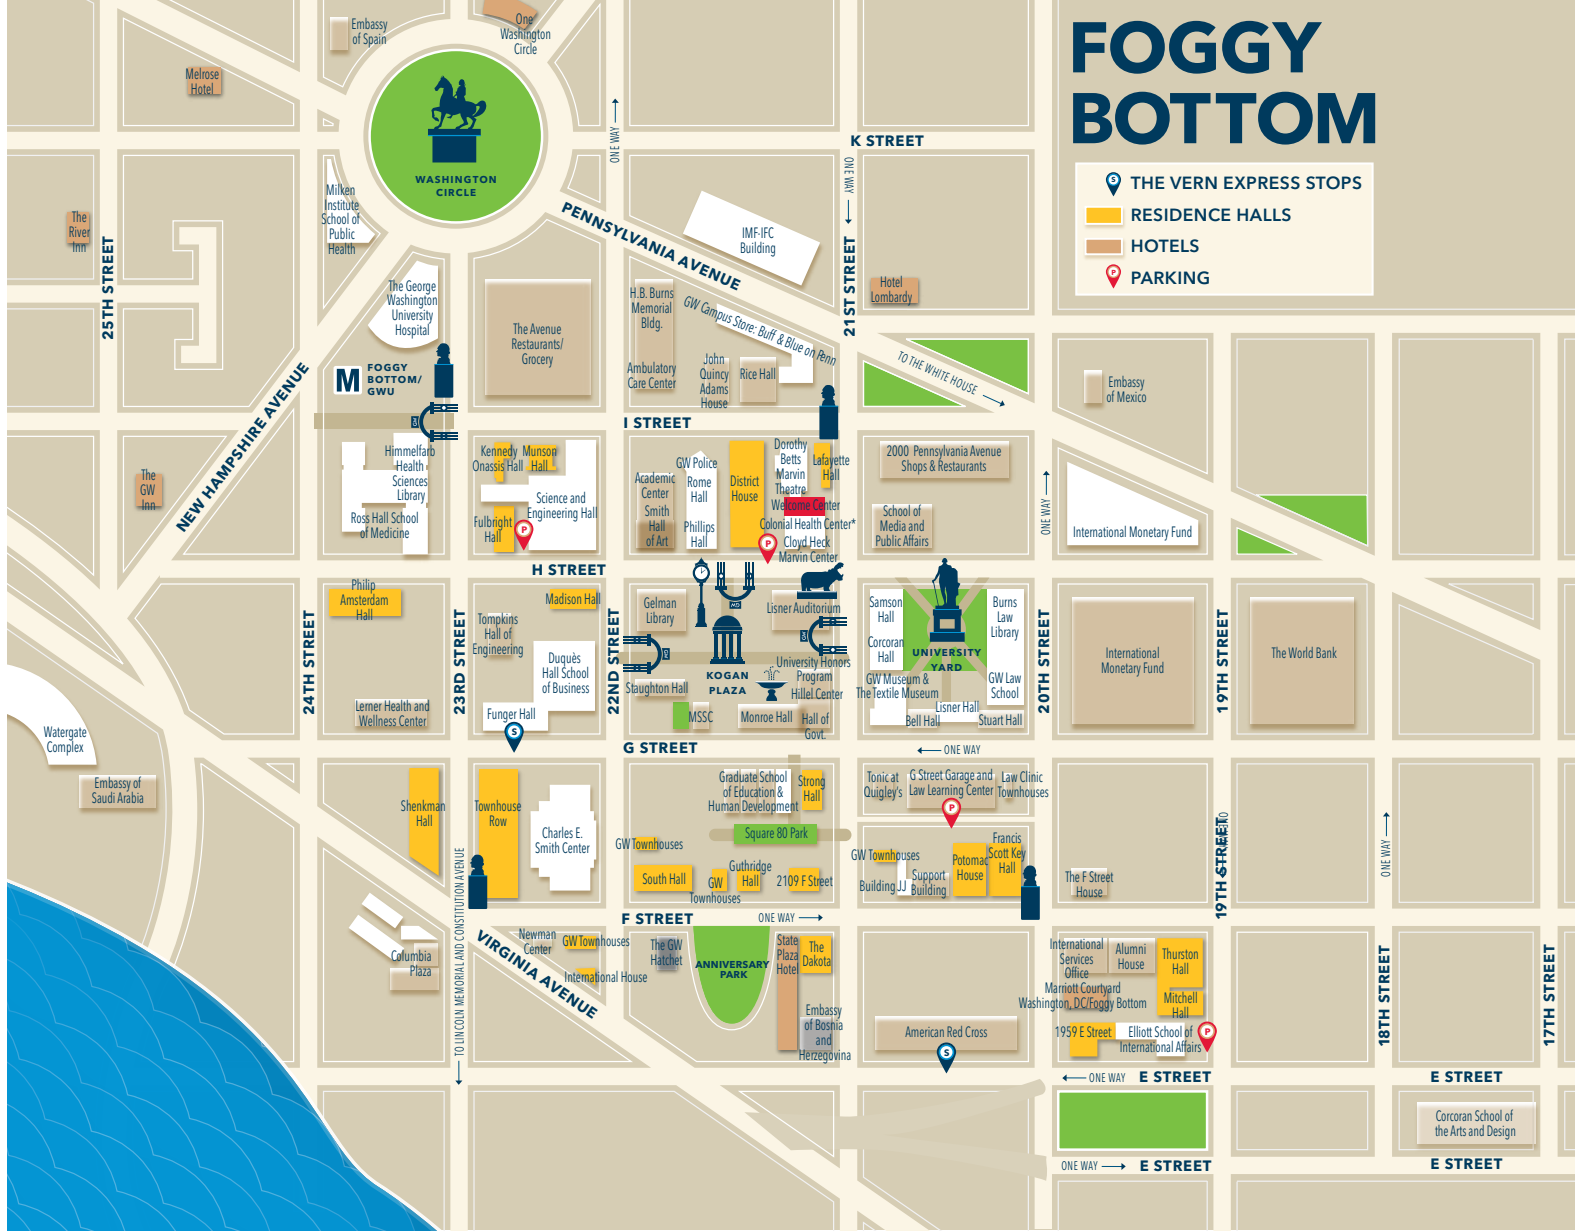 FOGGY
BOTTOM
S THE VERN EXPRESS STOPS
RESIDENCE HALLS
HOTELS
P PARKING
Embassy
of Spain
One
Washington
Circle
Melrose
Hotel
WASHINGTON
CIRCLE
ONE WAY
K STREET
ONE WAY
Milken
Institute
School of
Public
Health
The
River
Inn
25TH STREET
PENNSYLVANIA AVENUE
IMF-IFC
Building
21ST STREET
Hotel
Lombardy
The George
Washington
University
Hospital
The Avenue
Restaurants/
Grocery
H.B. Burns
Memorial
Bldg.
Ambulatory
Care Center
GW Campus Store: Buff & Blue on Penn
John
Quincy
Adams
House
Rice Hall
TO THE WHITE HOUSE
Embassy
of Mexico
M
FOGGY
BOTTOM/
GWU
NEW HAMPSHIRE AVENUE
I STREET
The
GW
Inn
Himmelfarb
Health
Sciences
Library
Ross Hall School
of Medicine
Kennedy
Onassis Hall
Munson
Hall
Science and
Engineering Hall
Fulbright
Hall
P
Academic
Center
Smith
Hall
of Art
GW Police
Rome
Hall
Phillips
Hall
District
House
Dorothy
Betts
Marvin
Theatre
Lafayette
Hall
Welcome Center
Colonial Health Center*
Cloyd Heck
Marvin Center
P
2000 Pennsylvania Avenue
Shops & Restaurants
School of
Media and
Public Affairs
ONE WAY
International Monetary Fund
H STREET
Philip
Amsterdam
Hall
24TH STREET
23RD STREET
Madison Hall
Tompkins
Hall of
Engineering
Duquès
Hall School
of Business
22ND STREET
Gelman
Library
Lisner Auditorium
KOGAN
PLAZA
University Honors
Program
Hillel Center
Staughton Hall
MSSC
Monroe Hall
Hall of
Govt.
Samson
Hall
Corcoran
Hall
UNIVERSITY
YARD
Burns
Law
Library
GW Law
School
GW Museum &
The Textile Museum
Lisner Hall
Bell Hall
Stuart Hall
20TH STREET
International
Monetary Fund
19TH STREET
The World Bank
Lerner Health and
Wellness Center
Funger Hall
S
G STREET
ONE WAY
Watergate
Complex
Embassy of
Saudi Arabia
Shenkman
Hall
Townhouse
Row
Charles E.
Smith Center
Graduate School
of Education &
Human Development
Strong
Hall
Square 80 Park
GW Townhouses
South Hall
GW
Townhouses
Guthridge
Hall
2109 F Street
Tonic at
Quigley's
G Street Garage and
Law Learning Center
Law Clinic
Townhouses
P
GW Townhouses
Building JJ
Support
Building
Potomac
House
Francis
Scott Key
Hall
The F Street
House
19TH STREET
ONE WAY
ONE WAY
TO LINCOLN MEMORIAL AND CONSTITUTION AVENUE
F STREET
ONE WAY
Columbia
Plaza
VIRGINIA AVENUE
Newman
Center
GW Townhouses
International House
The GW
Hatchet
ANNIVERSARY
PARK
State
Plaza
Hotel
The
Dakota
Embassy
of Bosnia
and
Herzegovina
American Red Cross
S
International
Services
Office
Alumni
House
Thurston
Hall
Marriott Courtyard
Washington, DC/Foggy Bottom
Mitchell
Hall
1959 E Street
Elliott School of
International Affairs
P
18TH STREET
17TH STREET
ONE WAY E STREET
E STREET
Corcoran School of
the Arts and Design
ONE WAY E STREET
E STREET